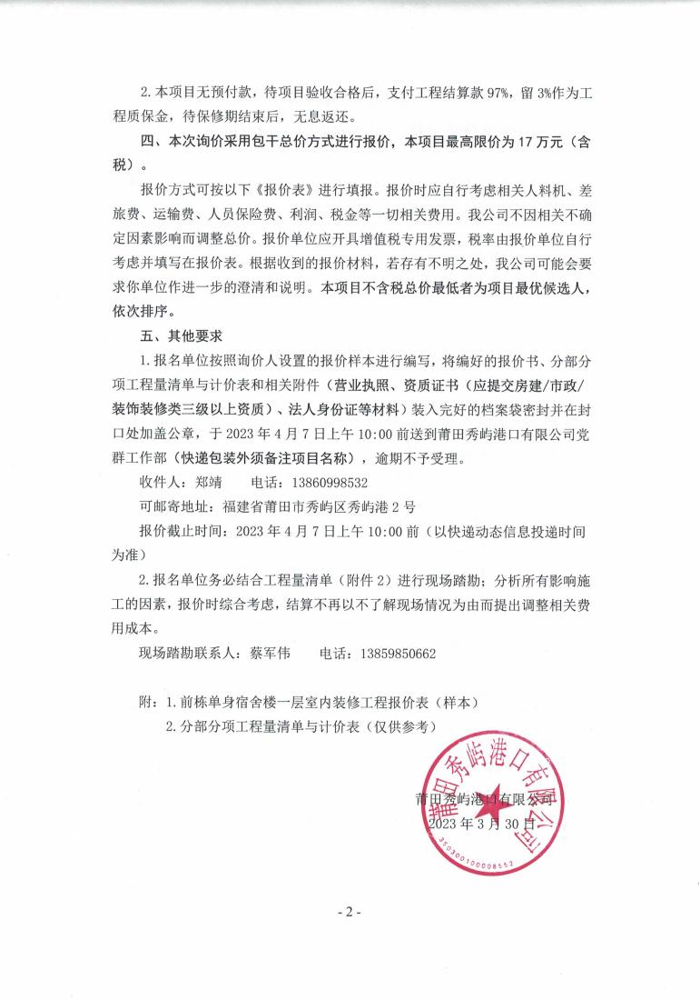 2.本项目无预付款，待项目验收合格后，支付工程结算款97%，留3%作为工
程质保金，待保修期结束后，无息返还。
四、本次询价采用包干总价方式进行报价，本项目最高限价为17万元（含
税）。
报价方式可按以下《报价表》进行填报。报价时应自行考虑相关人料机、差
旅费、运输费、人员保险费、利润、税金等一切相关费用。我公司不因相关不确
定因素影响而调整总价。报价单位应开具增值税专用发票，税率由报价单位自行
考虑并填写在报价表。根据收到的报价材料，若存有不明之处，我公司可能会要
求你单位作进一步的澄清和说明。本项目不含税总价最低者为项目最优候选人，
依次排序。
五、其他要求
1.报名单位按照询价人设置的报价样本进行编写，将编好的报价书、分部分
项工程量清单与计价表和相关附件（营业执照、资质证书（应提交房建/市政/
装饰装修类三级以上资质）、法人身份证等材料）装入完好的档案袋密封并在封
口处加盖公章，于2023年4月7日上午10:00前送到莆田秀屿港口有限公司党
群工作部（快递包装外须备注项目名称），逾期不予受理。
收件人：郑靖 电话：13860998532
可邮寄地址：福建省莆田市秀屿区秀屿港2号
报价截止时间：2023年4月7日上午10:00前（以快递动态信息投递时间
为准）
2.报名单位务必结合工程量清单（附件2）进行现场踏勘；分析所有影响施
工的因素，报价时综合考虑，结算不再以不了解现场情况为由而提出调整相关费
用成本。
现场踏勘联系人：蔡军伟 电话：13859850662
附：1.前栋单身宿舍楼一层室内装修工程报价表（样本）
2.分部分项工程量清单与计价表（仅供参考）
莆田秀屿港口有限公司
2023年3月30日
莆田秀屿港口有限公司
350300100008552
- 2 -